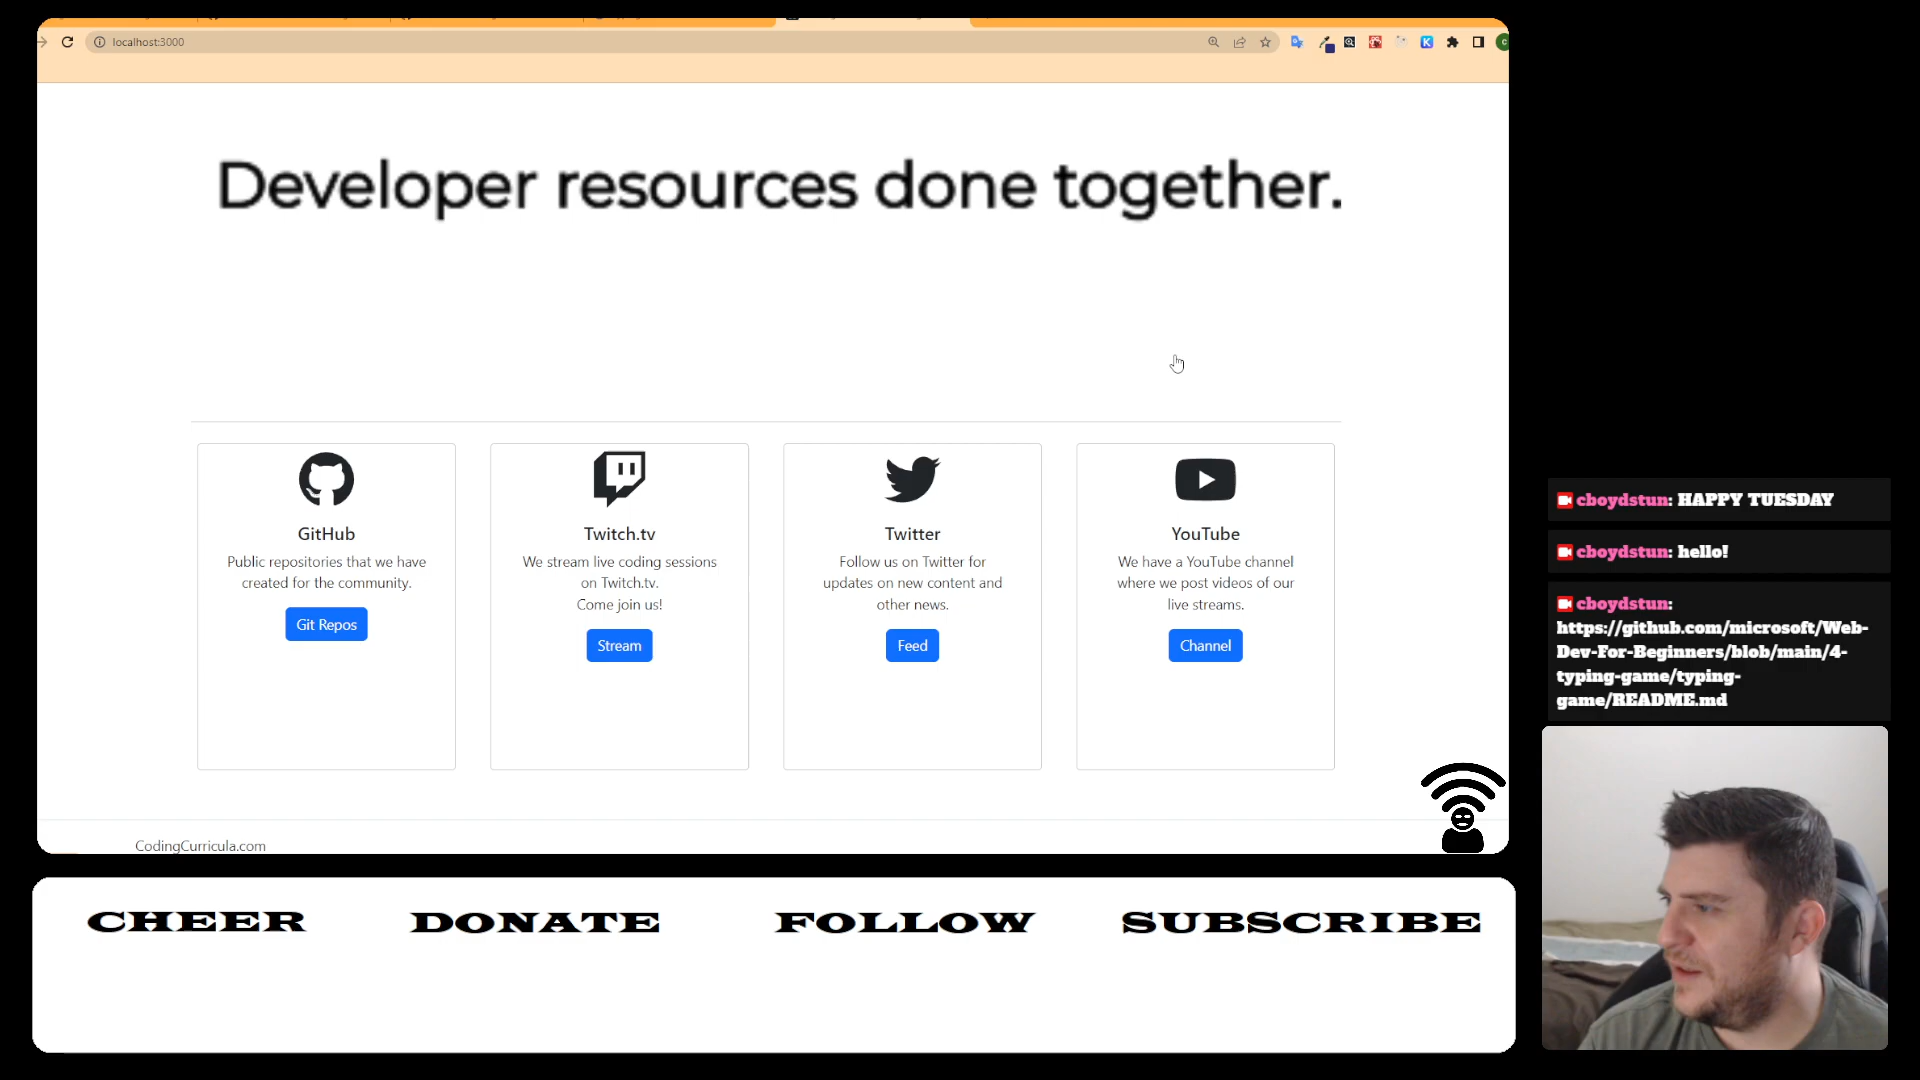 localhost:3000
Developer resources done together.
GitHub
Public repositories that we have
created for the community.
Git Repos
Twitch.tv
We stream live coding sessions
on Twitch.tv.
Come join us!
Stream
Twitter
Follow us on Twitter for
updates on new content and
other news.
Feed
YouTube
We have a YouTube channel
where we post videos of our
live streams.
Channel
CodingCurricula.com
cboydstun: HAPPY TUESDAY
cboydstun: hello!
cboydstun:
https://github.com/microsoft/Web-
Dev-For-Beginners/blob/main/4-
typing-game/typing-
game/README.md
CHEER DONATE FOLLOW SUBSCRIBE